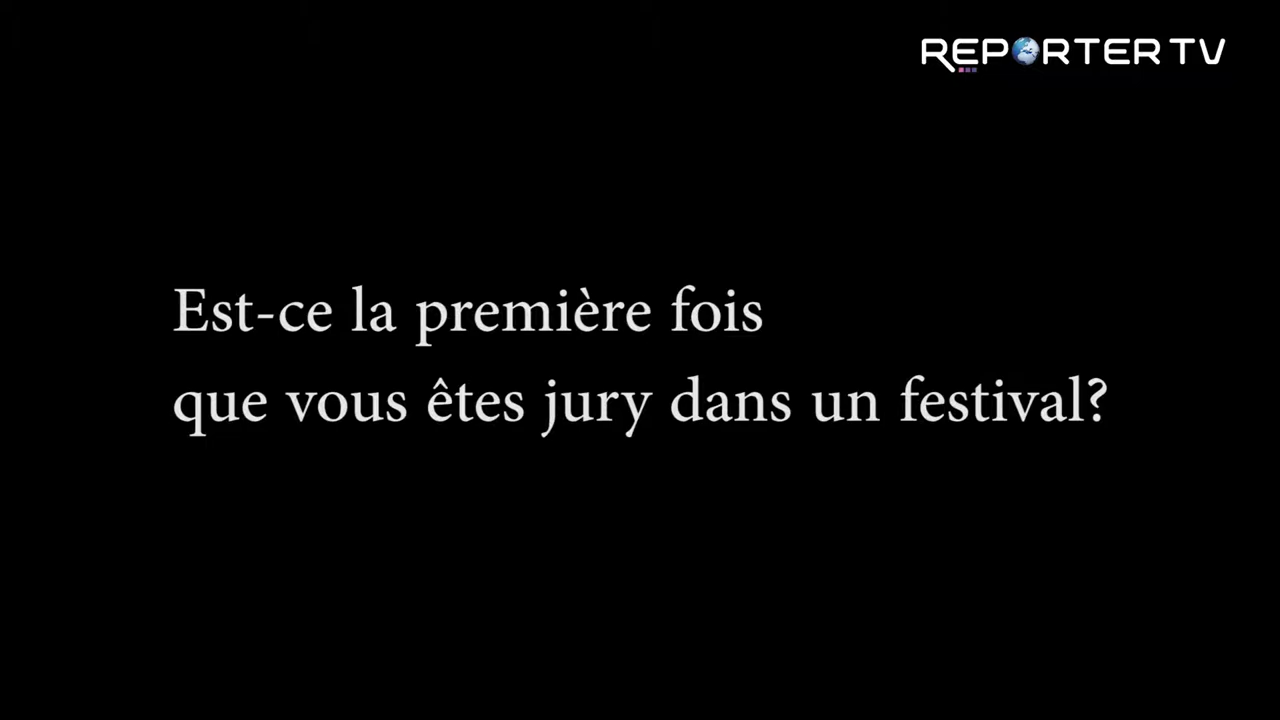 REPORTER TV
Est-ce la première fois
que vous êtes jury dans un festival?